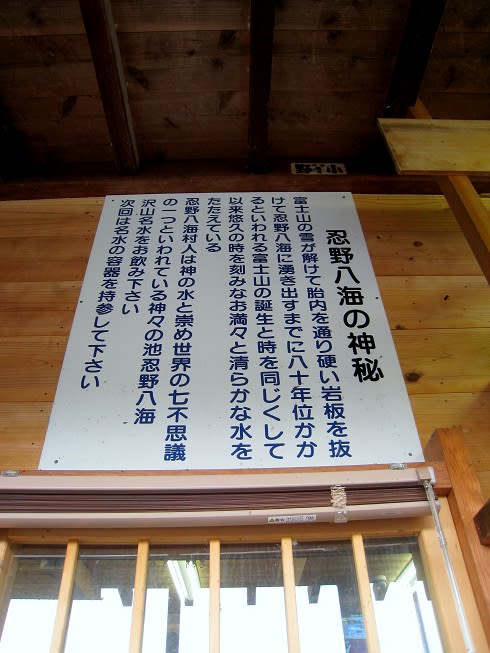 忍野八海の神秘
富士山の雪が解けて胎内を通り硬い岩板を抜
けて忍野八海に湧き出すまでに八十年位かか
るといわれる富士山の誕生と時を同じくして
以来悠久の時を刻みなお満々と清らかな水を
たたえている
忍野八海村人は神の水と崇め世界の七不思議
の一つといわれている神々の池忍野八海
沢山名水をお飲み下さい
次回は名水の容器を持参して下さい